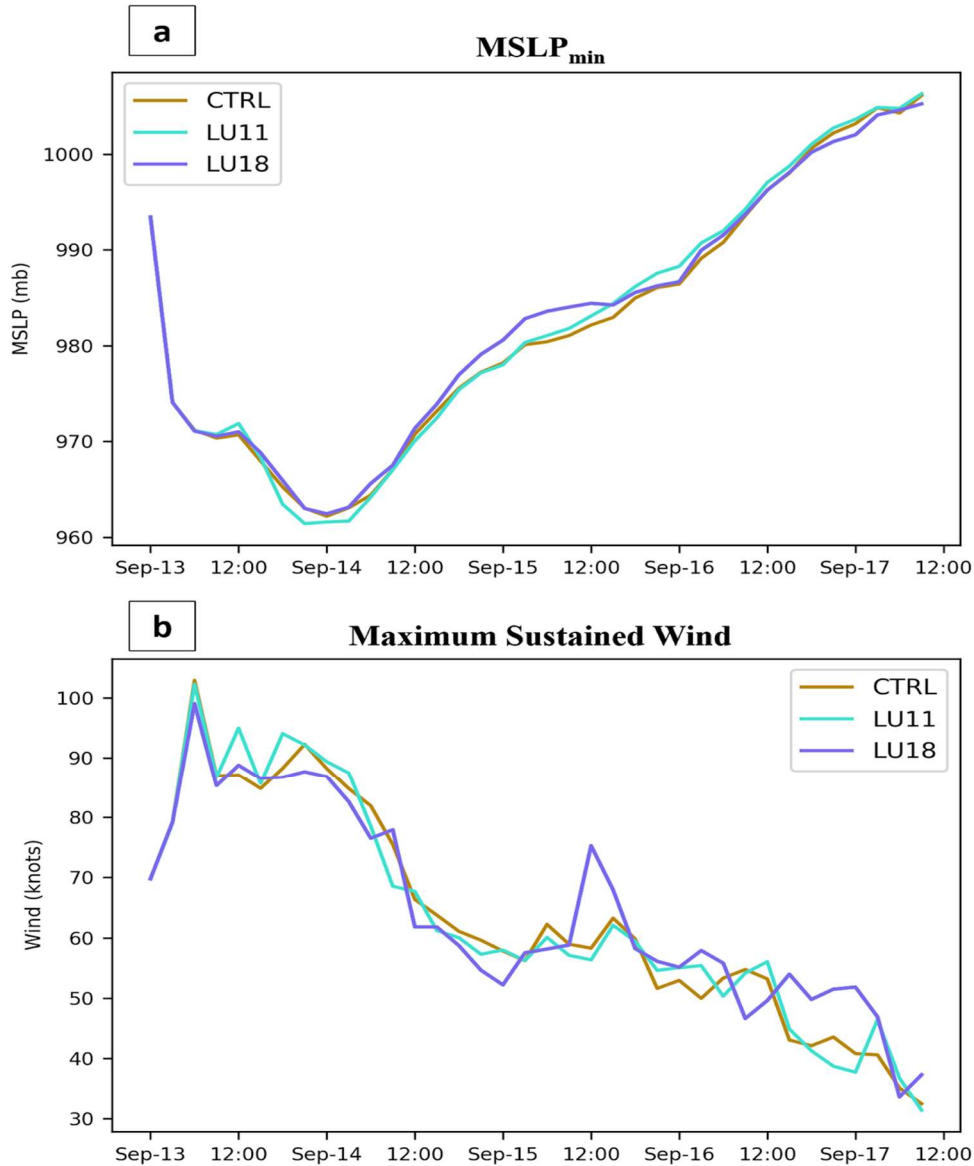 a
MSLPmin
CTRL
LU11
LU18
MSLP (mb)
1000
990
980
970
960
Sep-13 12:00 Sep-14 12:00 Sep-15 12:00 Sep-16 12:00 Sep-17 12:00
b
Maximum Sustained Wind
CTRL
LU11
LU18
Wind (knots)
100
90
80
70
60
50
40
30
Sep-13 12:00 Sep-14 12:00 Sep-15 12:00 Sep-16 12:00 Sep-17 12:00